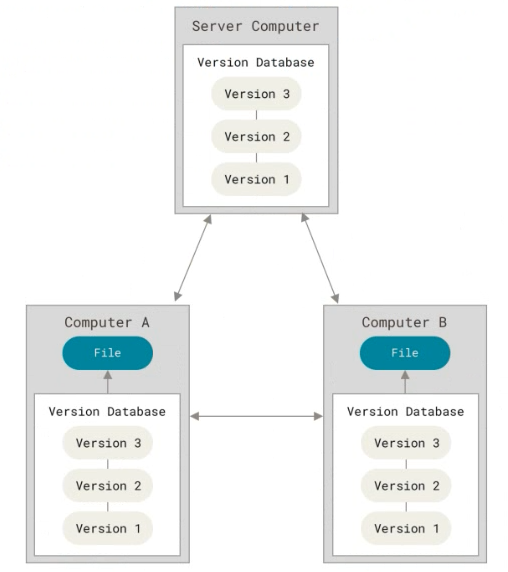 Server Computer
Version Database
Version 3
Version 2
Version 1
Computer A
File
Version Database
Version 3
Version 2
Version 1
Computer B
File
Version Database
Version 3
Version 2
Version 1